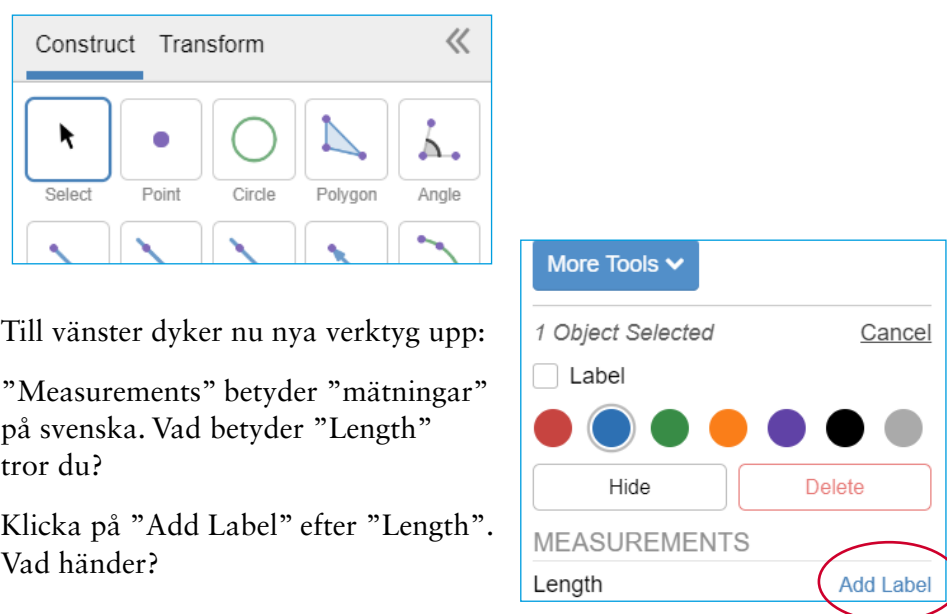 Construct Transform
Select Point Circle Polygon Angle
Till vänster dyker nu nya verktyg upp:
”Measurements” betyder ”mätningar”
på svenska. Vad betyder ”Length”
tror du?
Klicka på ”Add Label” efter ”Length”.
Vad händer?
More Tools
1 Object Selected Cancel
Label
Hide Delete
MEASUREMENTS
Length Add Label